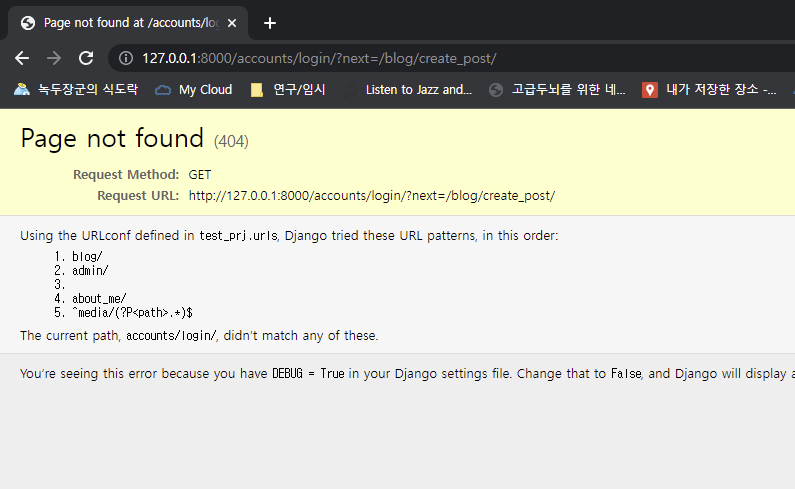 Page not found at /accounts/lo
127.0.0.1:8000/accounts/login/?next=/blog/create_post/
녹두장군의 식도락 My Cloud 연구/임시 Listen to Jazz and... 고급두뇌를 위한 네... 내가 저장한 장소 -...
Page not found (404)
Request Method: GET
Request URL: http://127.0.0.1:8000/accounts/login/?next=/blog/create_post/
Using the URLconf defined in test_prj.urls, Django tried these URL patterns, in this order:
1. blog/
2. admin/
3.
4. about_me/
5. ^media/(?P<path>.*)$
The current path, accounts/login/, didn't match any of these.
You're seeing this error because you have DEBUG = True in your Django settings file. Change that to False, and Django will display a